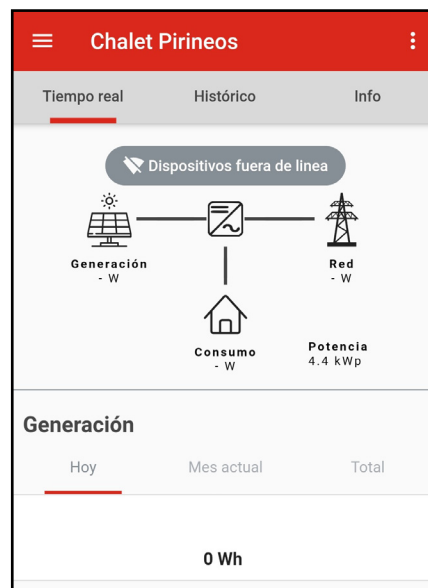 Chalet Pirineos
Tiempo real Histórico Info
Dispositivos fuera de linea
Generación
- W
Red
- W
Consumo
- W
Potencia
4.4 kWp
Generación
Hoy Mes actual Total
0 Wh